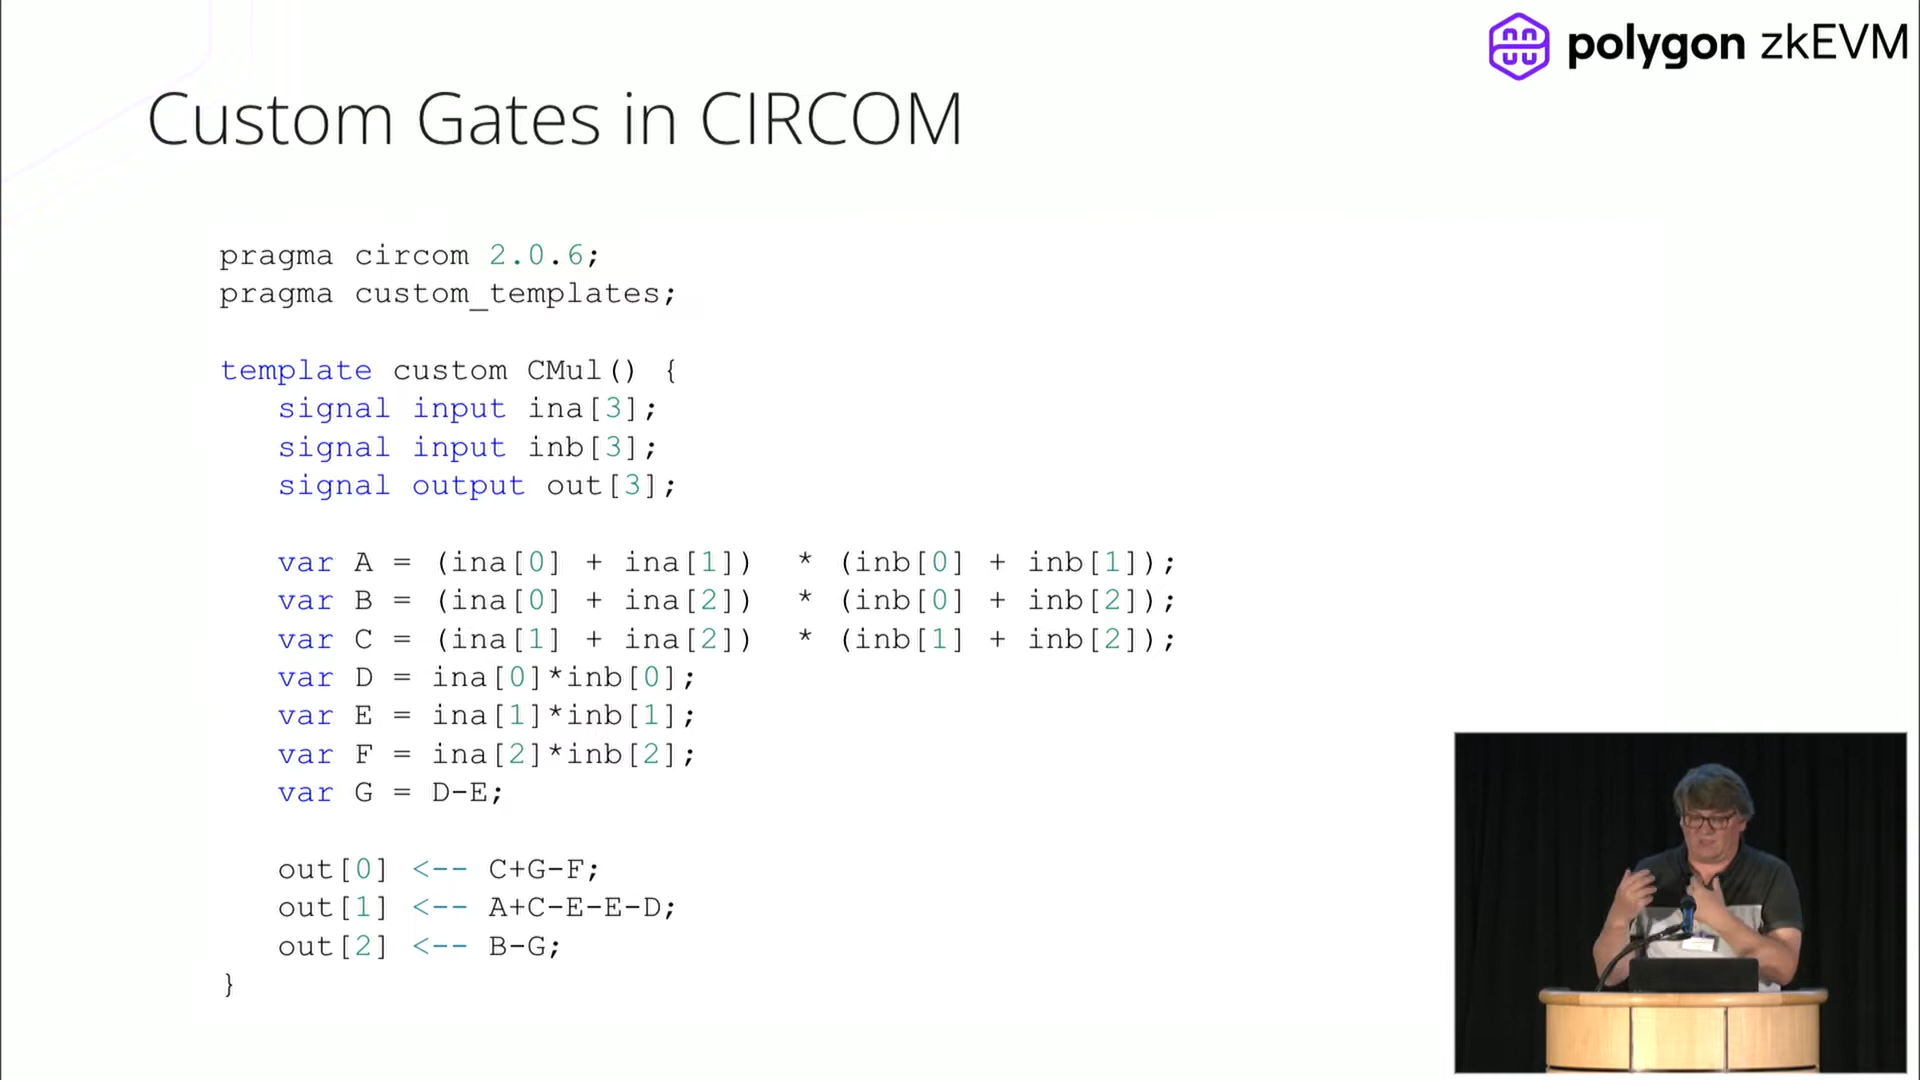 polygon zkEVM
Custom Gates in CIRCOM
pragma circom 2.0.6;
pragma custom_templates;
template custom CMul() {
signal input ina[3];
signal input inb[3];
signal output out[3];
var A = (ina[0] + ina[1]) * (inb[0] + inb[1]);
var B = (ina[0] + ina[2]) * (inb[0] + inb[2]);
var C = (ina[1] + ina[2]) * (inb[1] + inb[2]);
var D = ina[0]*inb[0];
var E = ina[1]*inb[1];
var F = ina[2]*inb[2];
var G = D-E;
out[0] <-- C+G-F;
out[1] <-- A+C-E-E-D;
out[2] <-- B-G;
}